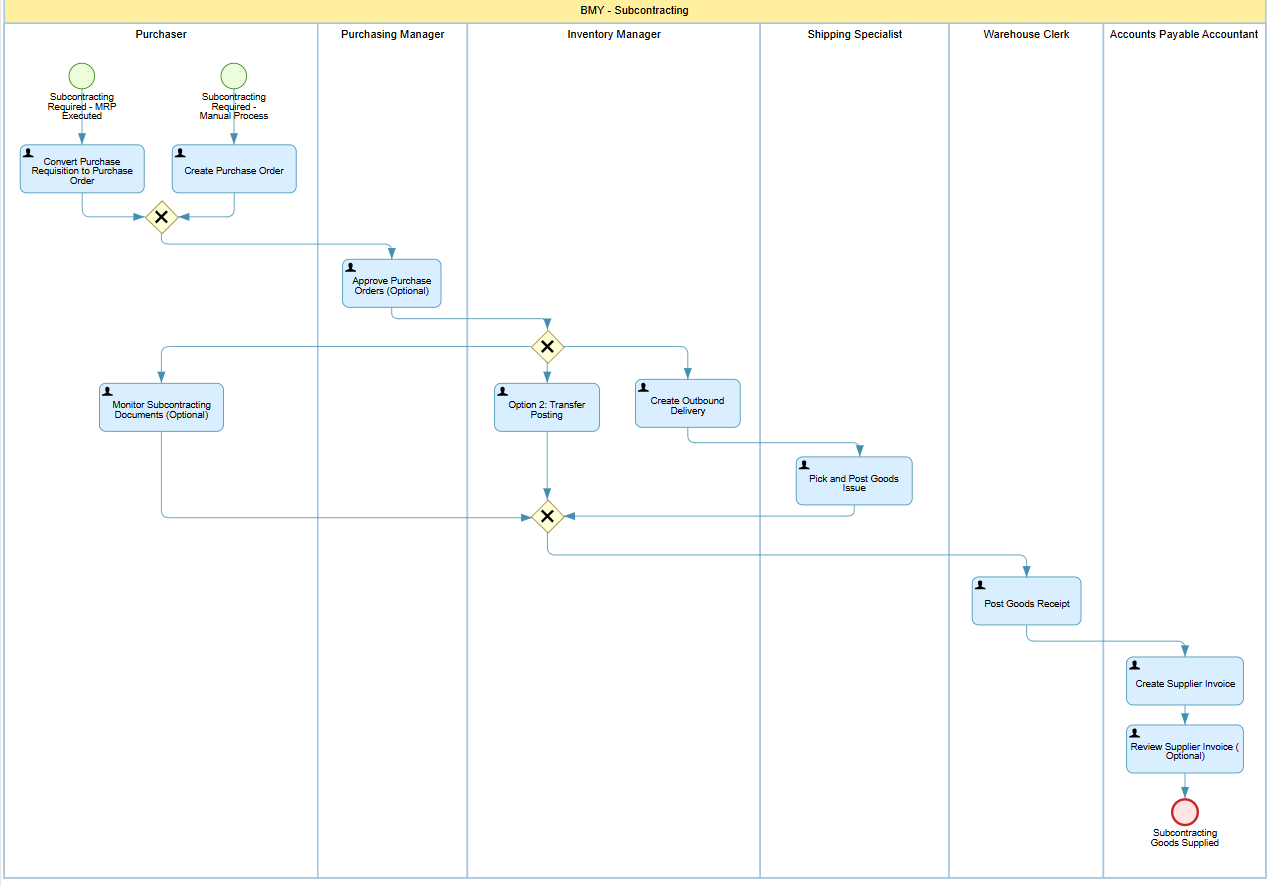 BMY - Subcontracting
Purchaser
Purchasing Manager
Inventory Manager
Shipping Specialist
Warehouse Clerk
Accounts Payable Accountant
Subcontracting
Required - MRP
Executed
Subcontracting
Required -
Manual Process
Convert Purchase
Requisition to Purchase
Order
Create Purchase Order
Approve Purchase
Orders (Optional)
Monitor Subcontracting
Documents (Optional)
Option 2: Transfer
Posting
Create Outbound
Delivery
Pick and Post Goods
Issue
Post Goods Receipt
Create Supplier Invoice
Review Supplier Invoice (
Optional)
Subcontracting
Goods Supplied